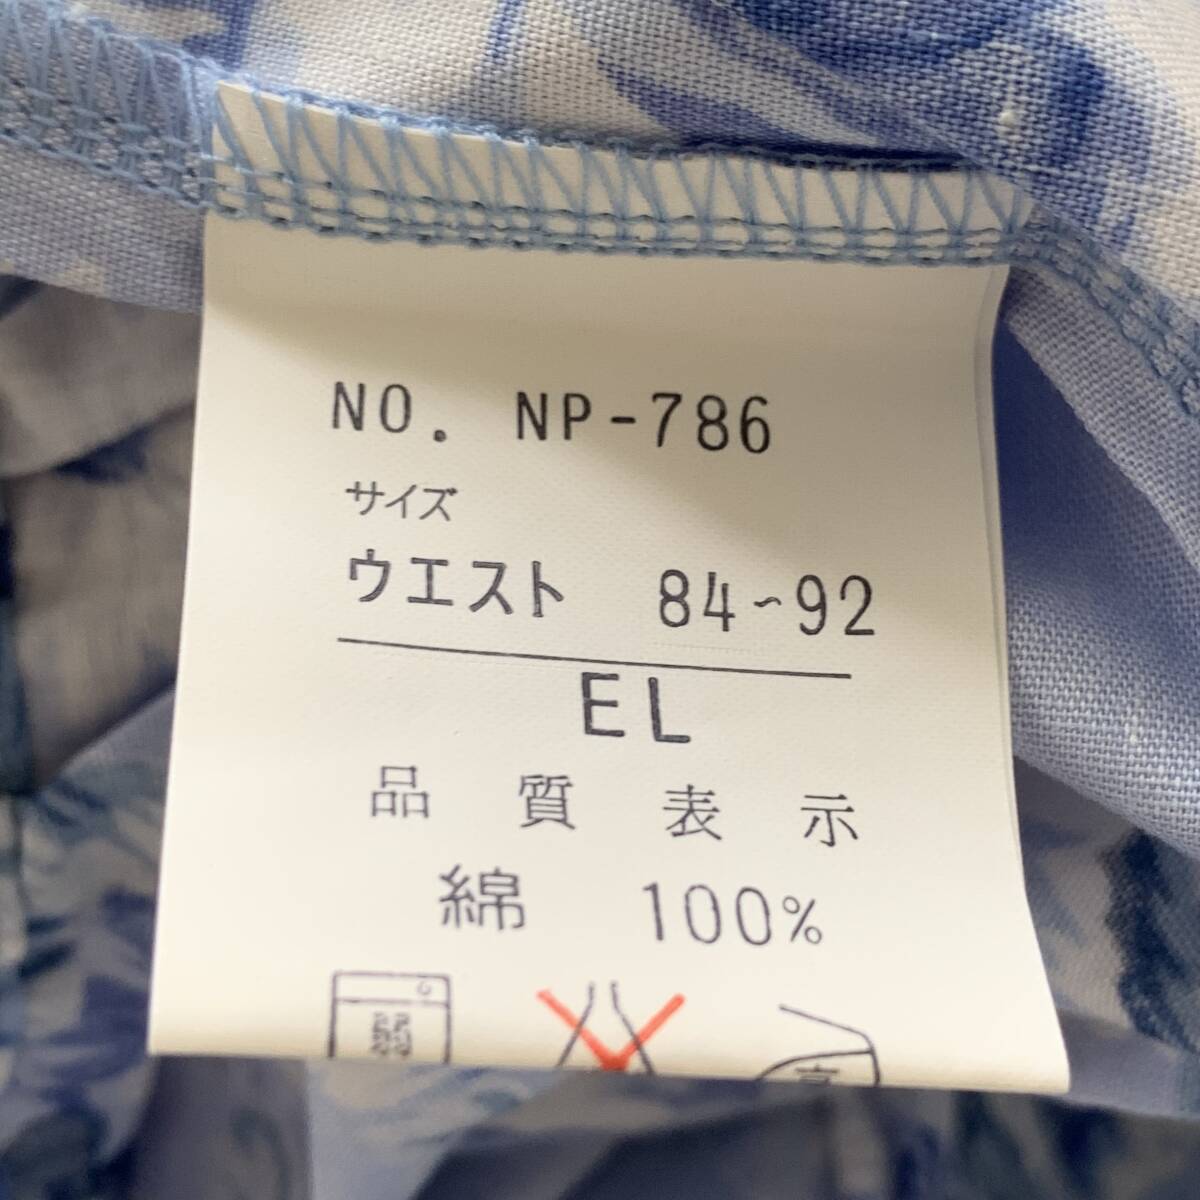 NO. NP-786
サイズ
ウエスト 84~92
EL
品質表示
綿 100%
弱